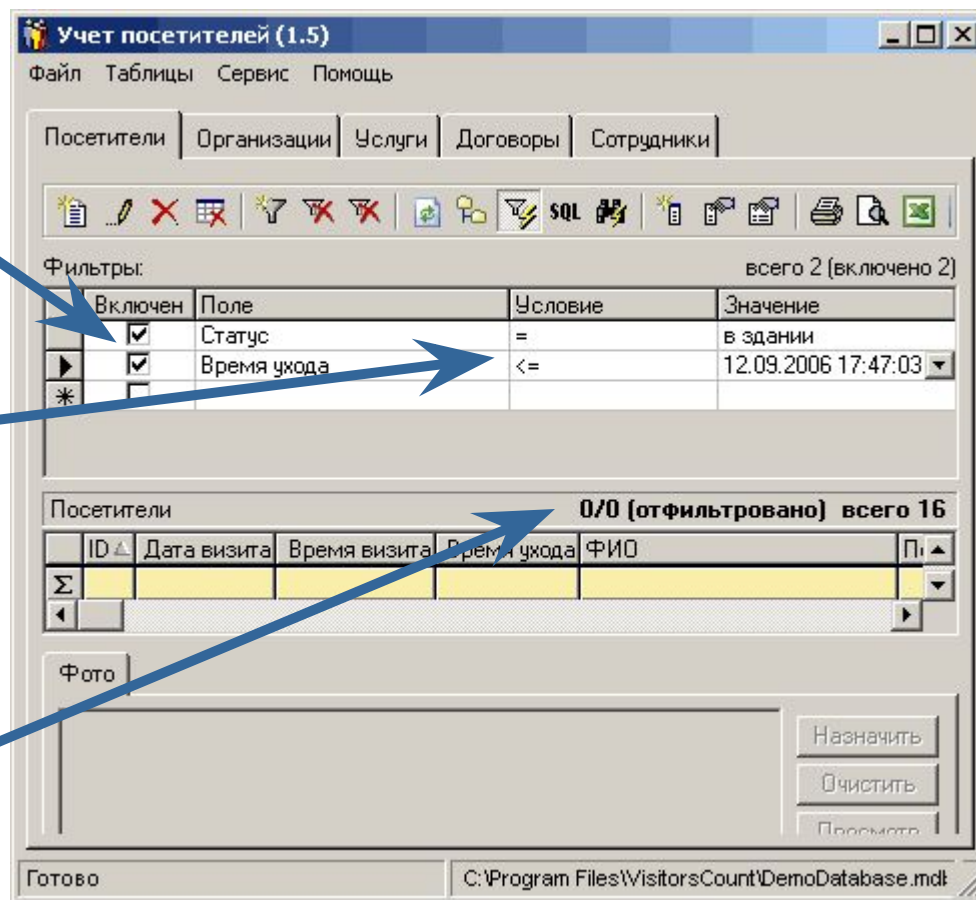 Учет посетителей (1.5)
Файл Таблицы Сервис Помощь
Посетители Организации Услуги Договоры Сотрудники
SQL
Фильтры: всего 2 (включено 2)
Включен Поле Условие Значение
Статус = в здании
Время ухода <= 12.09.2006 17:47:03
Посетители 0/0 (отфильтровано) всего 16
ID Дата визита Время визита Время ухода ФИО
Σ
Фото
Назначить
Очистить
Просмотр
Готово C:\Program Files\VisitorsCount\DemoDatabase.mdb